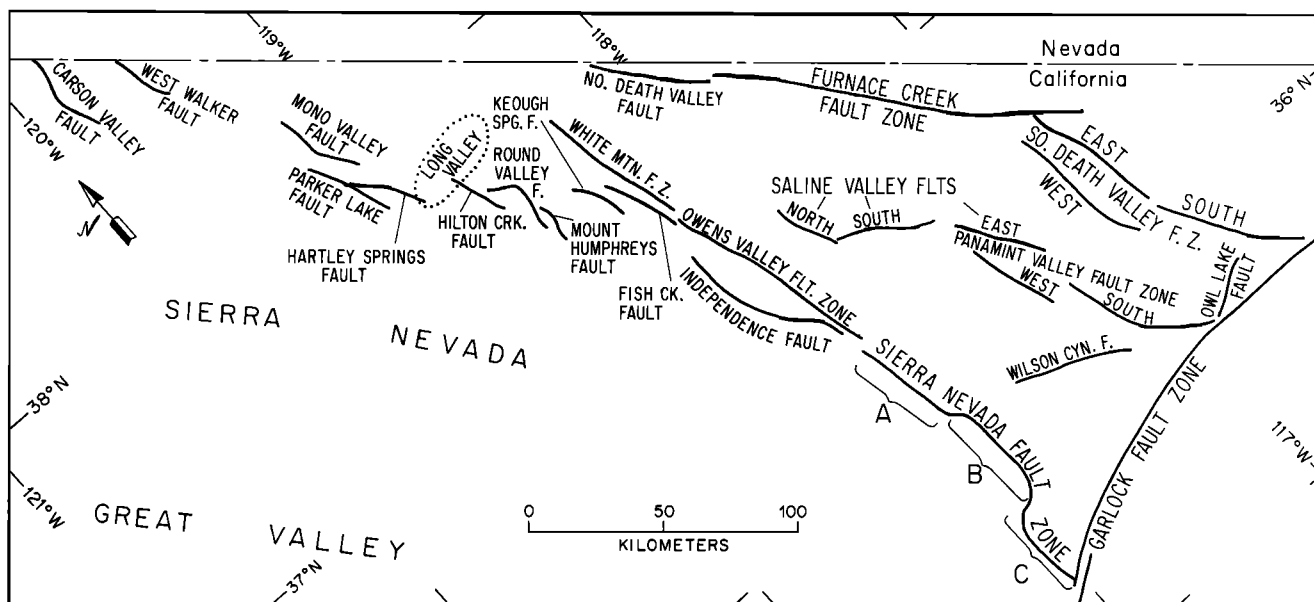 119°W
118°W
Nevada
California
36°N
CARSON VALLEY
FAULT
WEST WALKER
FAULT
120°W
N
MONO VALLEY
FAULT
PARKER LAKE
FAULT
HARTLEY SPRINGS
FAULT
LONG
VALLEY
HILTON CRK.
FAULT
KEOUGH
SPG. F.
ROUND
VALLEY
F.
MOUNT
HUMPHREYS
FAULT
WHITE MTN. F. Z.
FISH CK.
FAULT
NO. DEATH VALLEY
FAULT
FURNACE CREEK
FAULT ZONE
EAST
SO. DEATH VALLEY F. Z.
WEST
SOUTH
SALINE VALLEY FLTS
NORTH
SOUTH
EAST
PANAMINT VALLEY FAULT ZONE
WEST
SOUTH
OWL LAKE
FAULT
OWENS VALLEY FLT. ZONE
INDEPENDENCE FAULT
WILSON CYN. F.
SIERRA NEVADA FAULT
ZONE
A
B
C
GARLOCK FAULT ZONE
117°W
SIERRA NEVADA
38°N
121°W
GREAT VALLEY
37°N
0 50 100
KILOMETERS